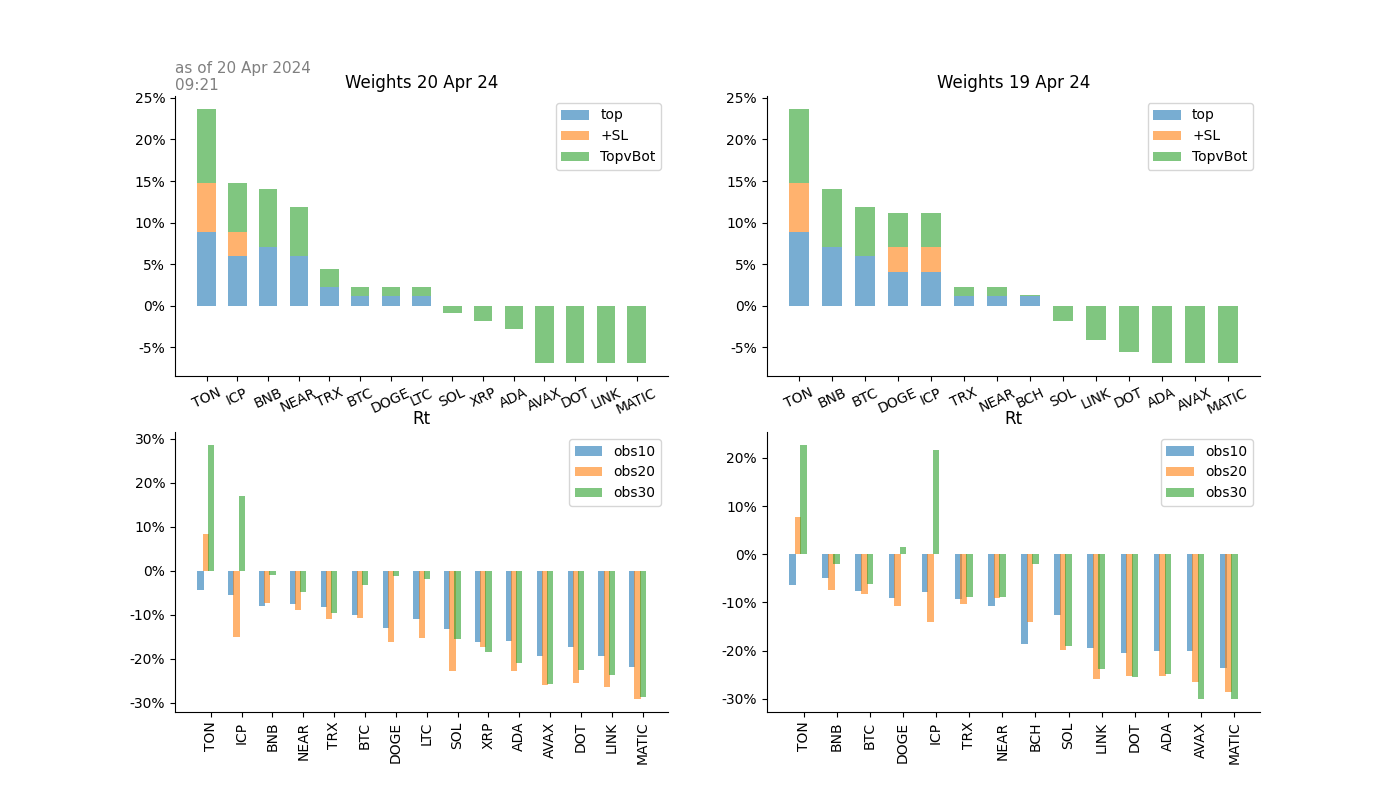 as of 20 Apr 2024
09:21
Weights 20 Apr 24
25%
20%
15%
10%
5%
0%
-5%
top
+SL
TopvBot
TON ICP BNB NEAR TRX BTC DOGE LTC SOL XRP ADA AVAX DOT LINK MATIC
Weights 19 Apr 24
25%
20%
15%
10%
5%
0%
-5%
top
+SL
TopvBot
TON BNB BTC DOGE ICP TRX NEAR BCH SOL LINK DOT ADA AVAX MATIC
Rt
30%
20%
10%
0%
-10%
-20%
-30%
obs10
obs20
obs30
TON ICP BNB NEAR TRX BTC DOGE LTC SOL XRP ADA AVAX DOT LINK MATIC
Rt
20%
10%
0%
-10%
-20%
-30%
obs10
obs20
obs30
TON BNB BTC DOGE ICP TRX NEAR BCH SOL LINK DOT ADA AVAX MATIC